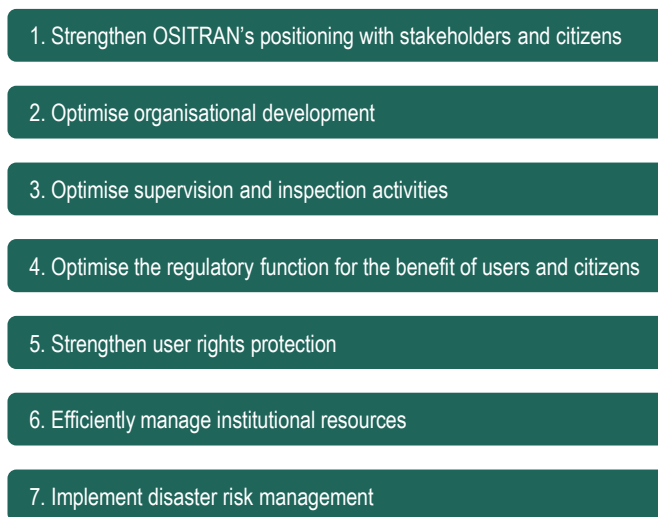 1. Strengthen OSITRAN’s positioning with stakeholders and citizens
2. Optimise organisational development
3. Optimise supervision and inspection activities
4. Optimise the regulatory function for the benefit of users and citizens
5. Strengthen user rights protection
6. Efficiently manage institutional resources
7. Implement disaster risk management